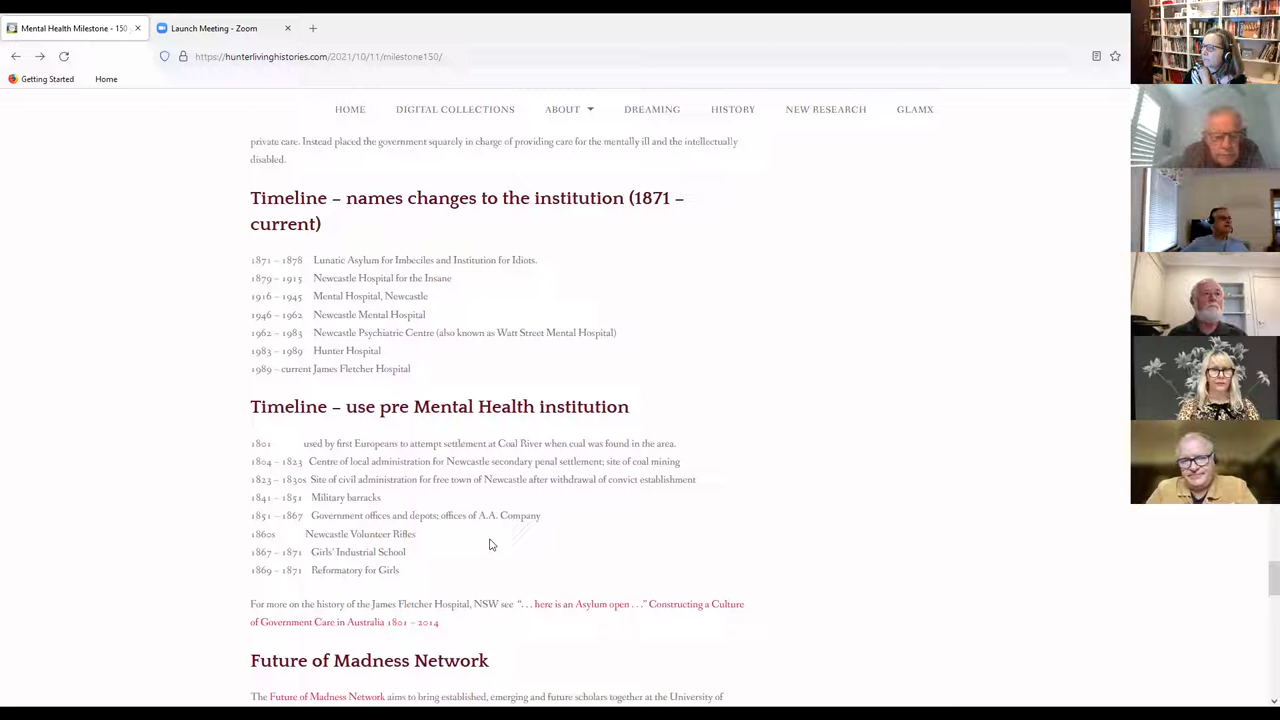 Mental Health Milestone - 150
Launch Meeting - Zoom
https://hunterlivinghistories.com/2021/10/11/milestone150/
Getting Started
Home
HOME
DIGITAL COLLECTIONS
ABOUT
DREAMING
HISTORY
NEW RESEARCH
GLAMX
private care. Instead placed the government squarely in charge of providing care for the mentally ill and the intellectually
disabled.
Timeline – names changes to the institution (1871 –
current)
1871 – 1878 Lunatic Asylum for Imbeciles and Institution for Idiots.
1879 – 1915 Newcastle Hospital for the Insane
1916 – 1945 Mental Hospital, Newcastle
1946 – 1962 Newcastle Mental Hospital
1962 – 1983 Newcastle Psychiatric Centre (also known as Watt Street Mental Hospital)
1983 – 1989 Hunter Hospital
1989 – current James Fletcher Hospital
Timeline – use pre Mental Health institution
1801 used by first Europeans to attempt settlement at Coal River when coal was found in the area.
1804 – 1823 Centre of local administration for Newcastle secondary penal settlement; site of coal mining
1823 – 1830s Site of civil administration for free town of Newcastle after withdrawal of convict establishment
1841 – 1851 Military barracks
1851 – 1867 Government offices and depots; offices of A.A. Company
1860s Newcastle Volunteer Rifles
1867 – 1871 Girls' Industrial School
1869 – 1871 Reformatory for Girls
For more on the history of the James Fletcher Hospital, NSW see “. . . here is an Asylum open . . .” Constructing a Culture
of Government Care in Australia 1801 – 2014
Future of Madness Network
The Future of Madness Network aims to bring established, emerging and future scholars together at the University of